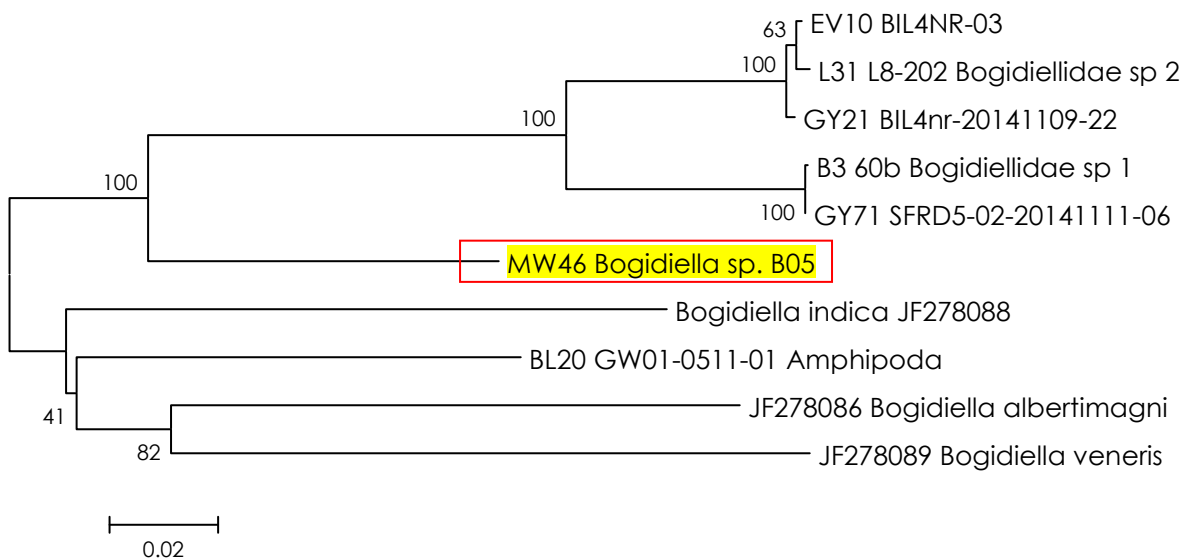 EV10 BIL4NR-03
63
L31 L8-202 Bogidiellidae sp 2
100
GY21 BIL4nr-20141109-22
100
B3 60b Bogidiellidae sp 1
100
GY71 SFRD5-02-20141111-06
100
MW46 Bogidiella sp. B05
Bogidiella indica JF278088
BL20 GW01-0511-01 Amphipoda
41
JF278086 Bogidiella albertimagni
82
JF278089 Bogidiella veneris
0.02